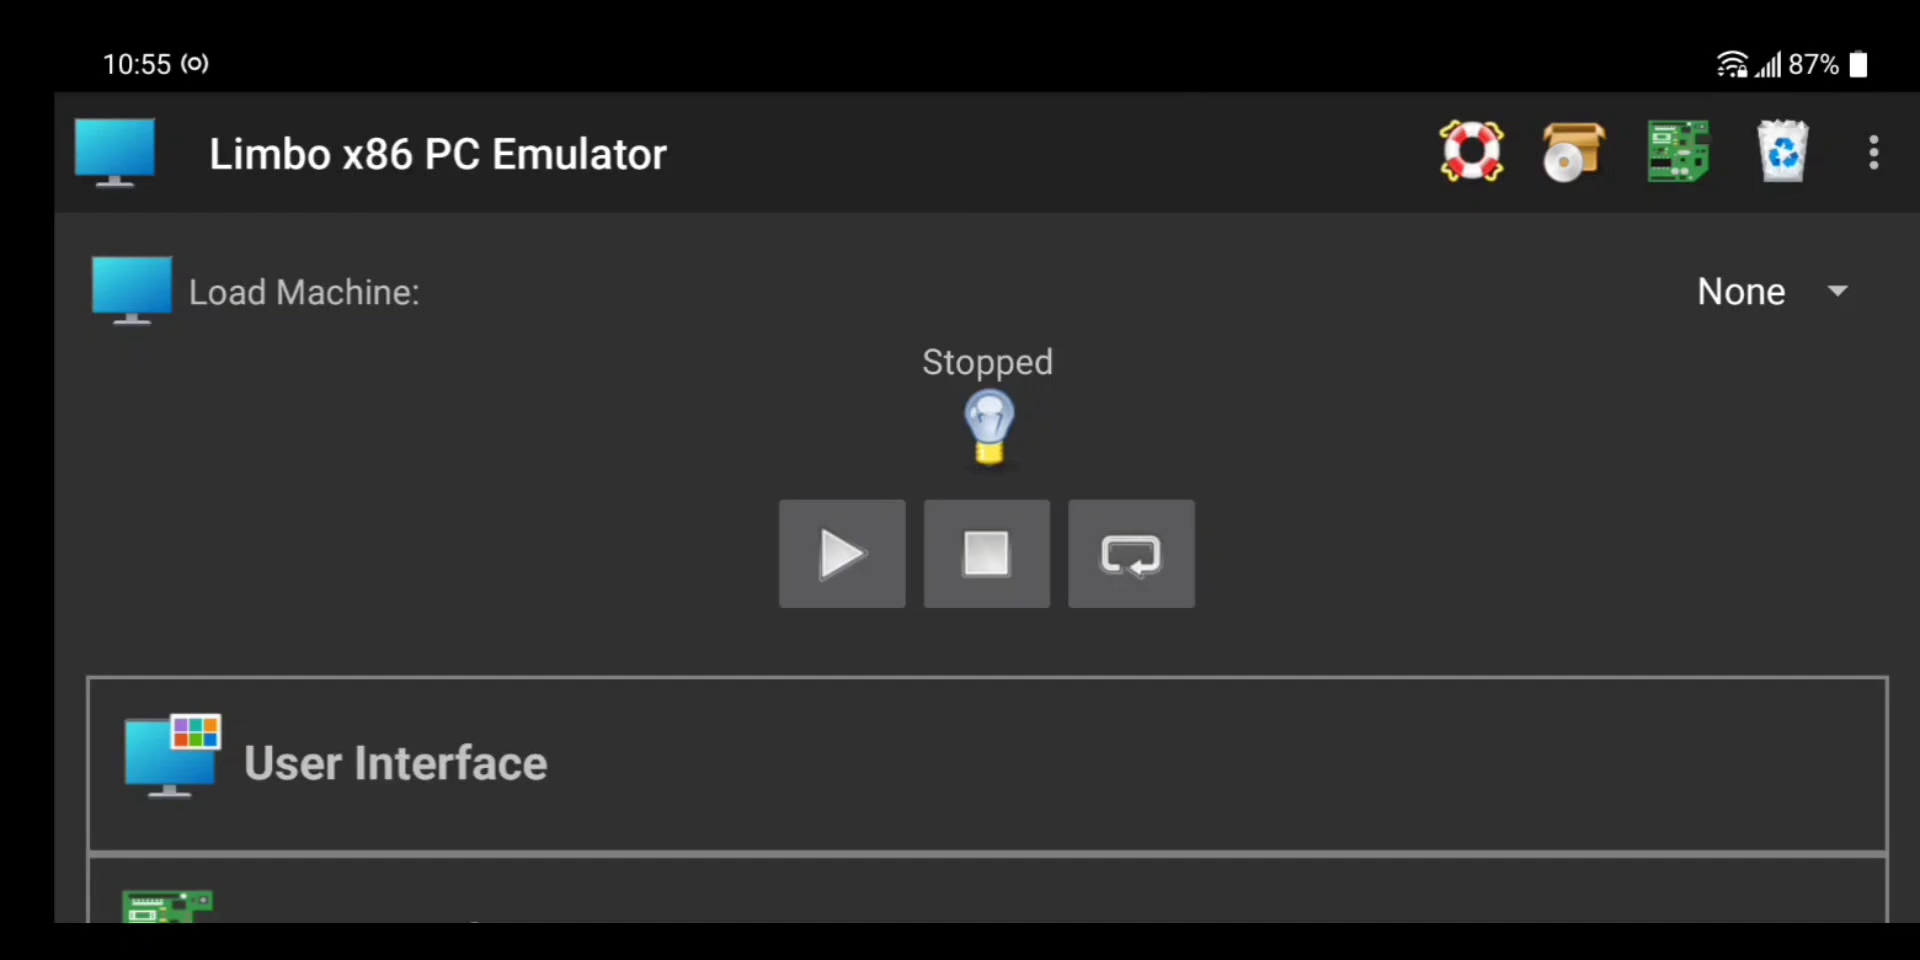 10:55 87%
Limbo x86 PC Emulator
Load Machine: None
Stopped
User Interface